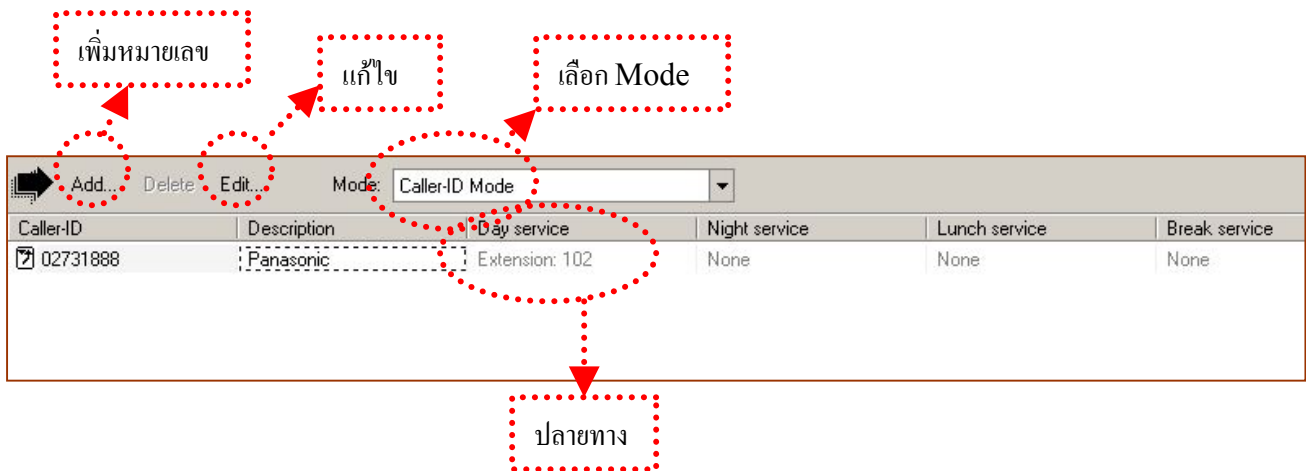 เพิ่มหมายเลข
แก้ไข
เลือก Mode
Add... Delete Edit... Mode: Caller-ID Mode
Caller-ID Description Day service Night service Lunch service Break service
02731888 Panasonic Extension: 102 None None None
ปลายทาง